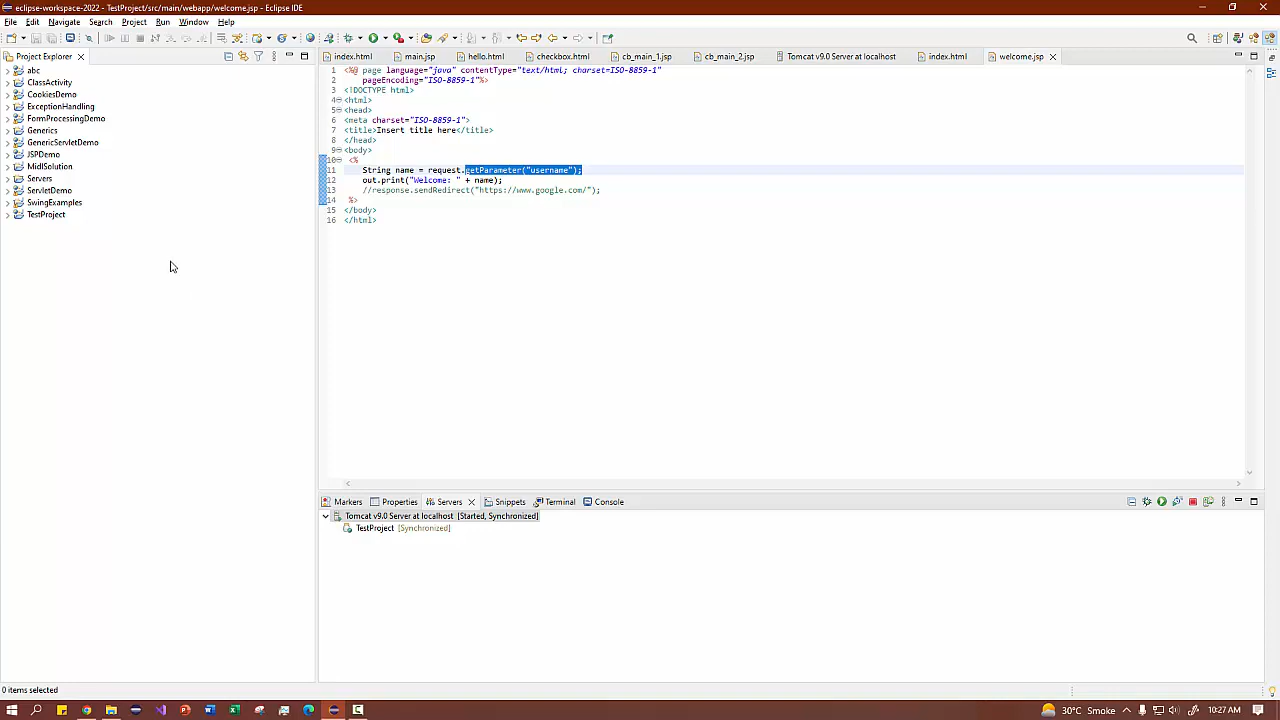 eclipse-workspace-2022 - TestProject/src/main/webapp/welcome.jsp - Eclipse IDE
File Edit Navigate Search Project Run Window Help
Project Explorer
index.html main.jsp hello.html checkbox.html cb_main_1.jsp cb_main_2.jsp Tomcat v9.0 Server at localhost index.html welcome.jsp
abc
ClassActivity
CookiesDemo
ExceptionHandling
FormProcessingDemo
Generics
GenericServletDemo
JSPDemo
MidlSolution
Servers
ServletDemo
SwingExamples
TestProject
1 <%@ page language="java" contentType="text/html; charset=ISO-8859-1"
2 pageEncoding="ISO-8859-1"%>
3 <!DOCTYPE html>
4 <html>
5 <head>
6 <meta charset="ISO-8859-1">
7 <title>Insert title here</title>
8 </head>
9 <body>
10 <%
11 String name = request.getParameter("username");
12 out.print("Welcome: " + name);
13 //response.sendRedirect("https://www.google.com/");
14 %>
15 </body>
16 </html>
Markers Properties Servers Snippets Terminal Console
Tomcat v9.0 Server at localhost [Started, Synchronized]
TestProject [Synchronized]
0 items selected
30°C Smoke 10:27 AM